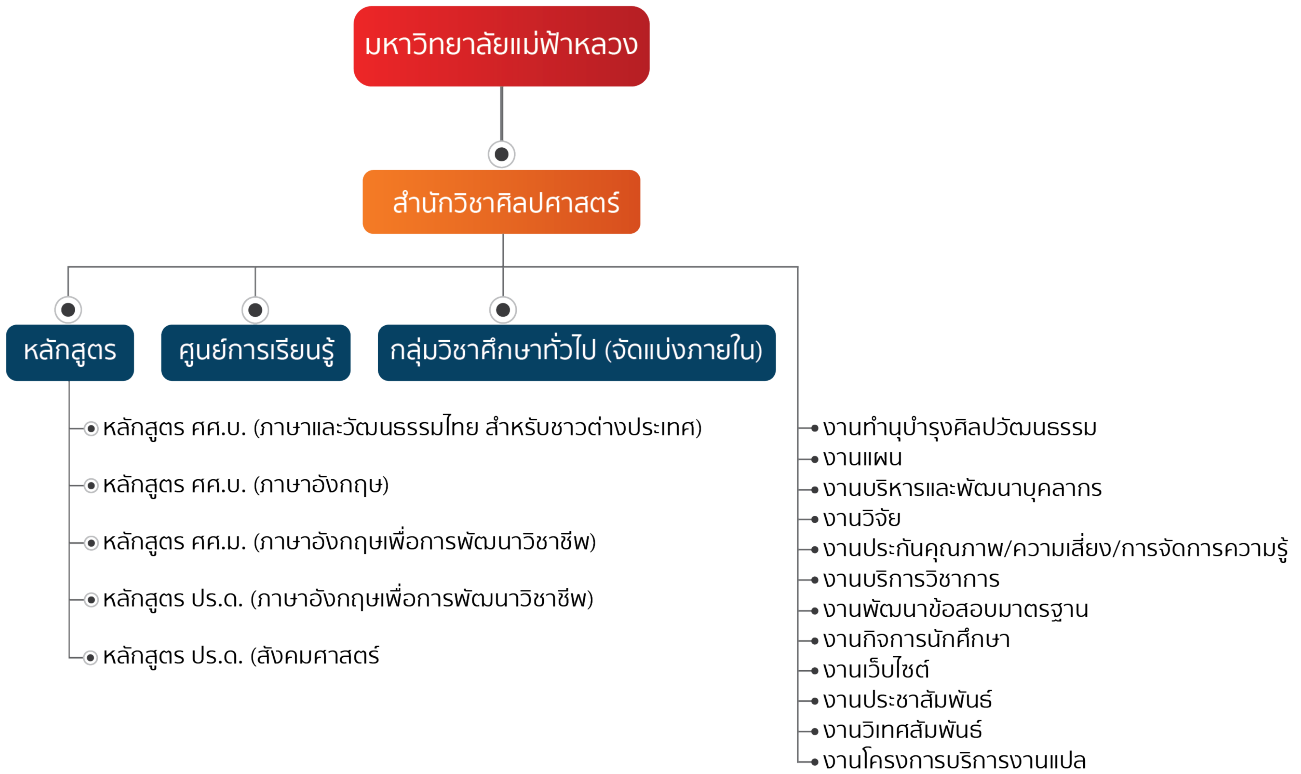 มหาวิทยาลัยแม่ฟ้าหลวง
สำนักวิชาศิลปศาสตร์
หลักสูตร
ศูนย์การเรียนรู้
กลุ่มวิชาศึกษาทั่วไป (จัดแบ่งภายใน)
หลักสูตร ศศ.บ. (ภาษาและวัฒนธรรมไทย สำหรับชาวต่างประเทศ)
หลักสูตร ศศ.บ. (ภาษาอังกฤษ)
หลักสูตร ศศ.ม. (ภาษาอังกฤษเพื่อการพัฒนาวิชาชีพ)
หลักสูตร ปร.ด. (ภาษาอังกฤษเพื่อการพัฒนาวิชาชีพ)
หลักสูตร ปร.ด. (สังคมศาสตร์
งานทำนุบำรุงศิลปวัฒนธรรม
งานแผน
งานบริหารและพัฒนาบุคลากร
งานวิจัย
งานประกันคุณภาพ/ความเสี่ยง/การจัดการความรู้
งานบริการวิชาการ
งานพัฒนาข้อสอบมาตรฐาน
งานกิจการนักศึกษา
งานเว็บไซต์
งานประชาสัมพันธ์
งานวิเทศสัมพันธ์
งานโครงการบริการงานแปล